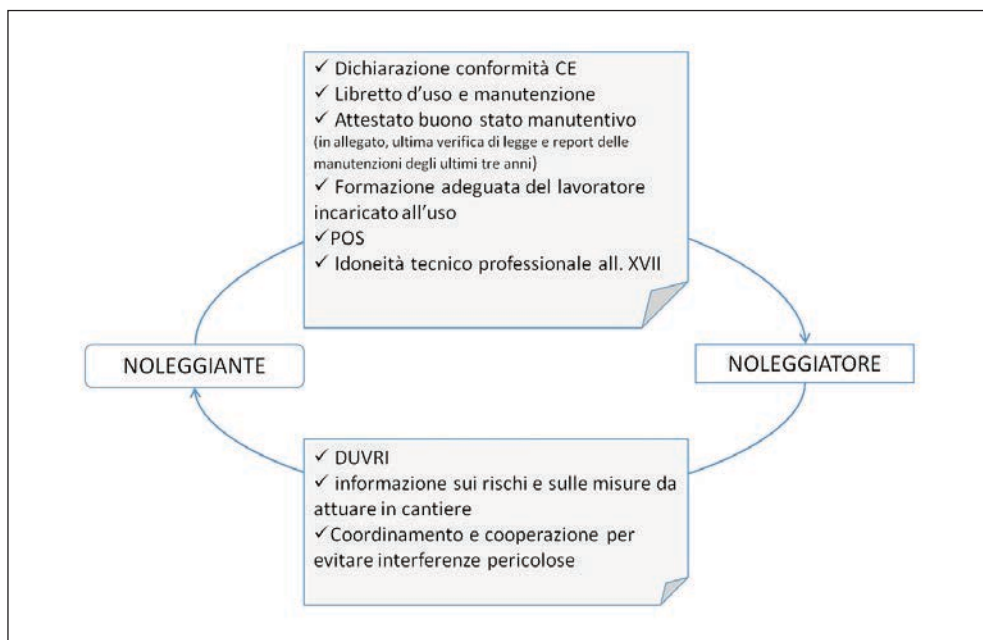 ✓ Dichiarazione conformità CE
✓ Libretto d'uso e manutenzione
✓ Attestato buono stato manutentivo
(in allegato, ultima verifica di legge e report delle
manutenzioni degli ultimi tre anni)
✓ Formazione adeguata del lavoratore
incaricato all'uso
✓POS
✓ Idoneità tecnico professionale all. XVII
NOLEGGIANTE
NOLEGGIATORE
✓ DUVRI
✓ informazione sui rischi e sulle misure da
attuare in cantiere
✓Coordinamento e cooperazione per
evitare interferenze pericolose